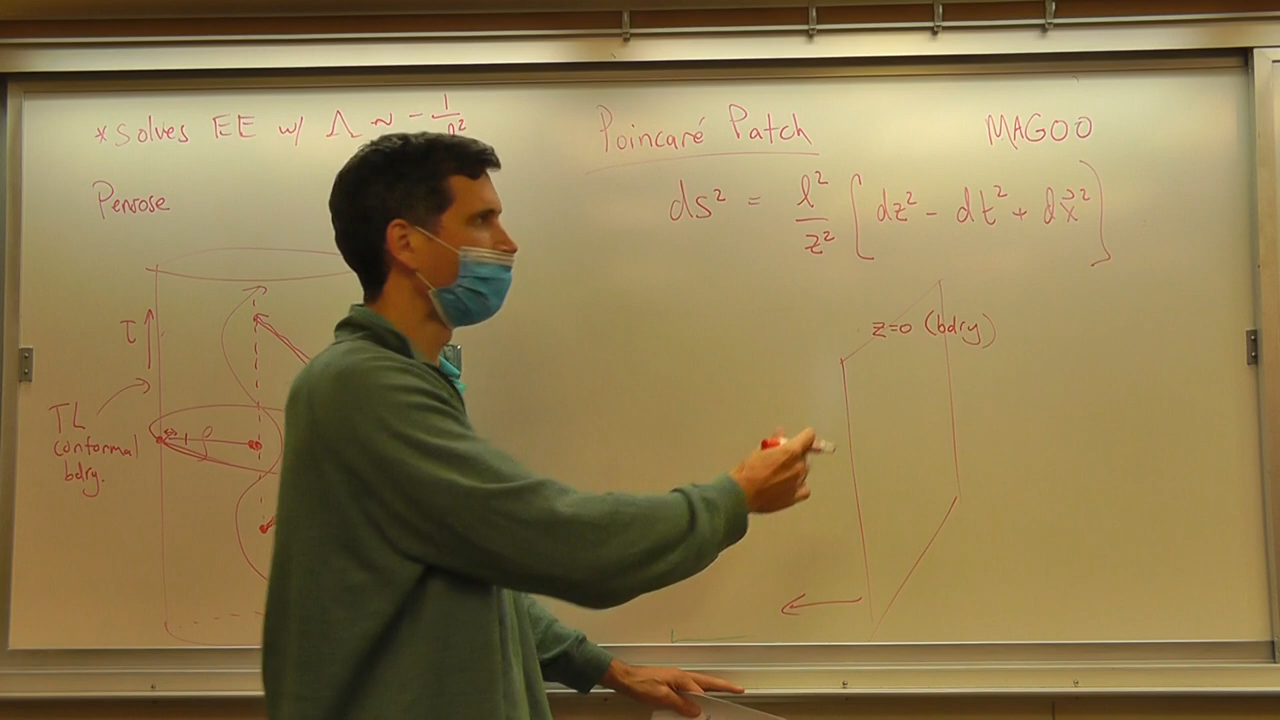 *Solves EE w/ Λ ~ - 1/l²
Penrose
τ
TL
conformal
bdry.
ρ
Poincaré Patch
MAGOO
ds² = l²/z² [dz² - dt² + dx⃗²]
z=0 (bdry)